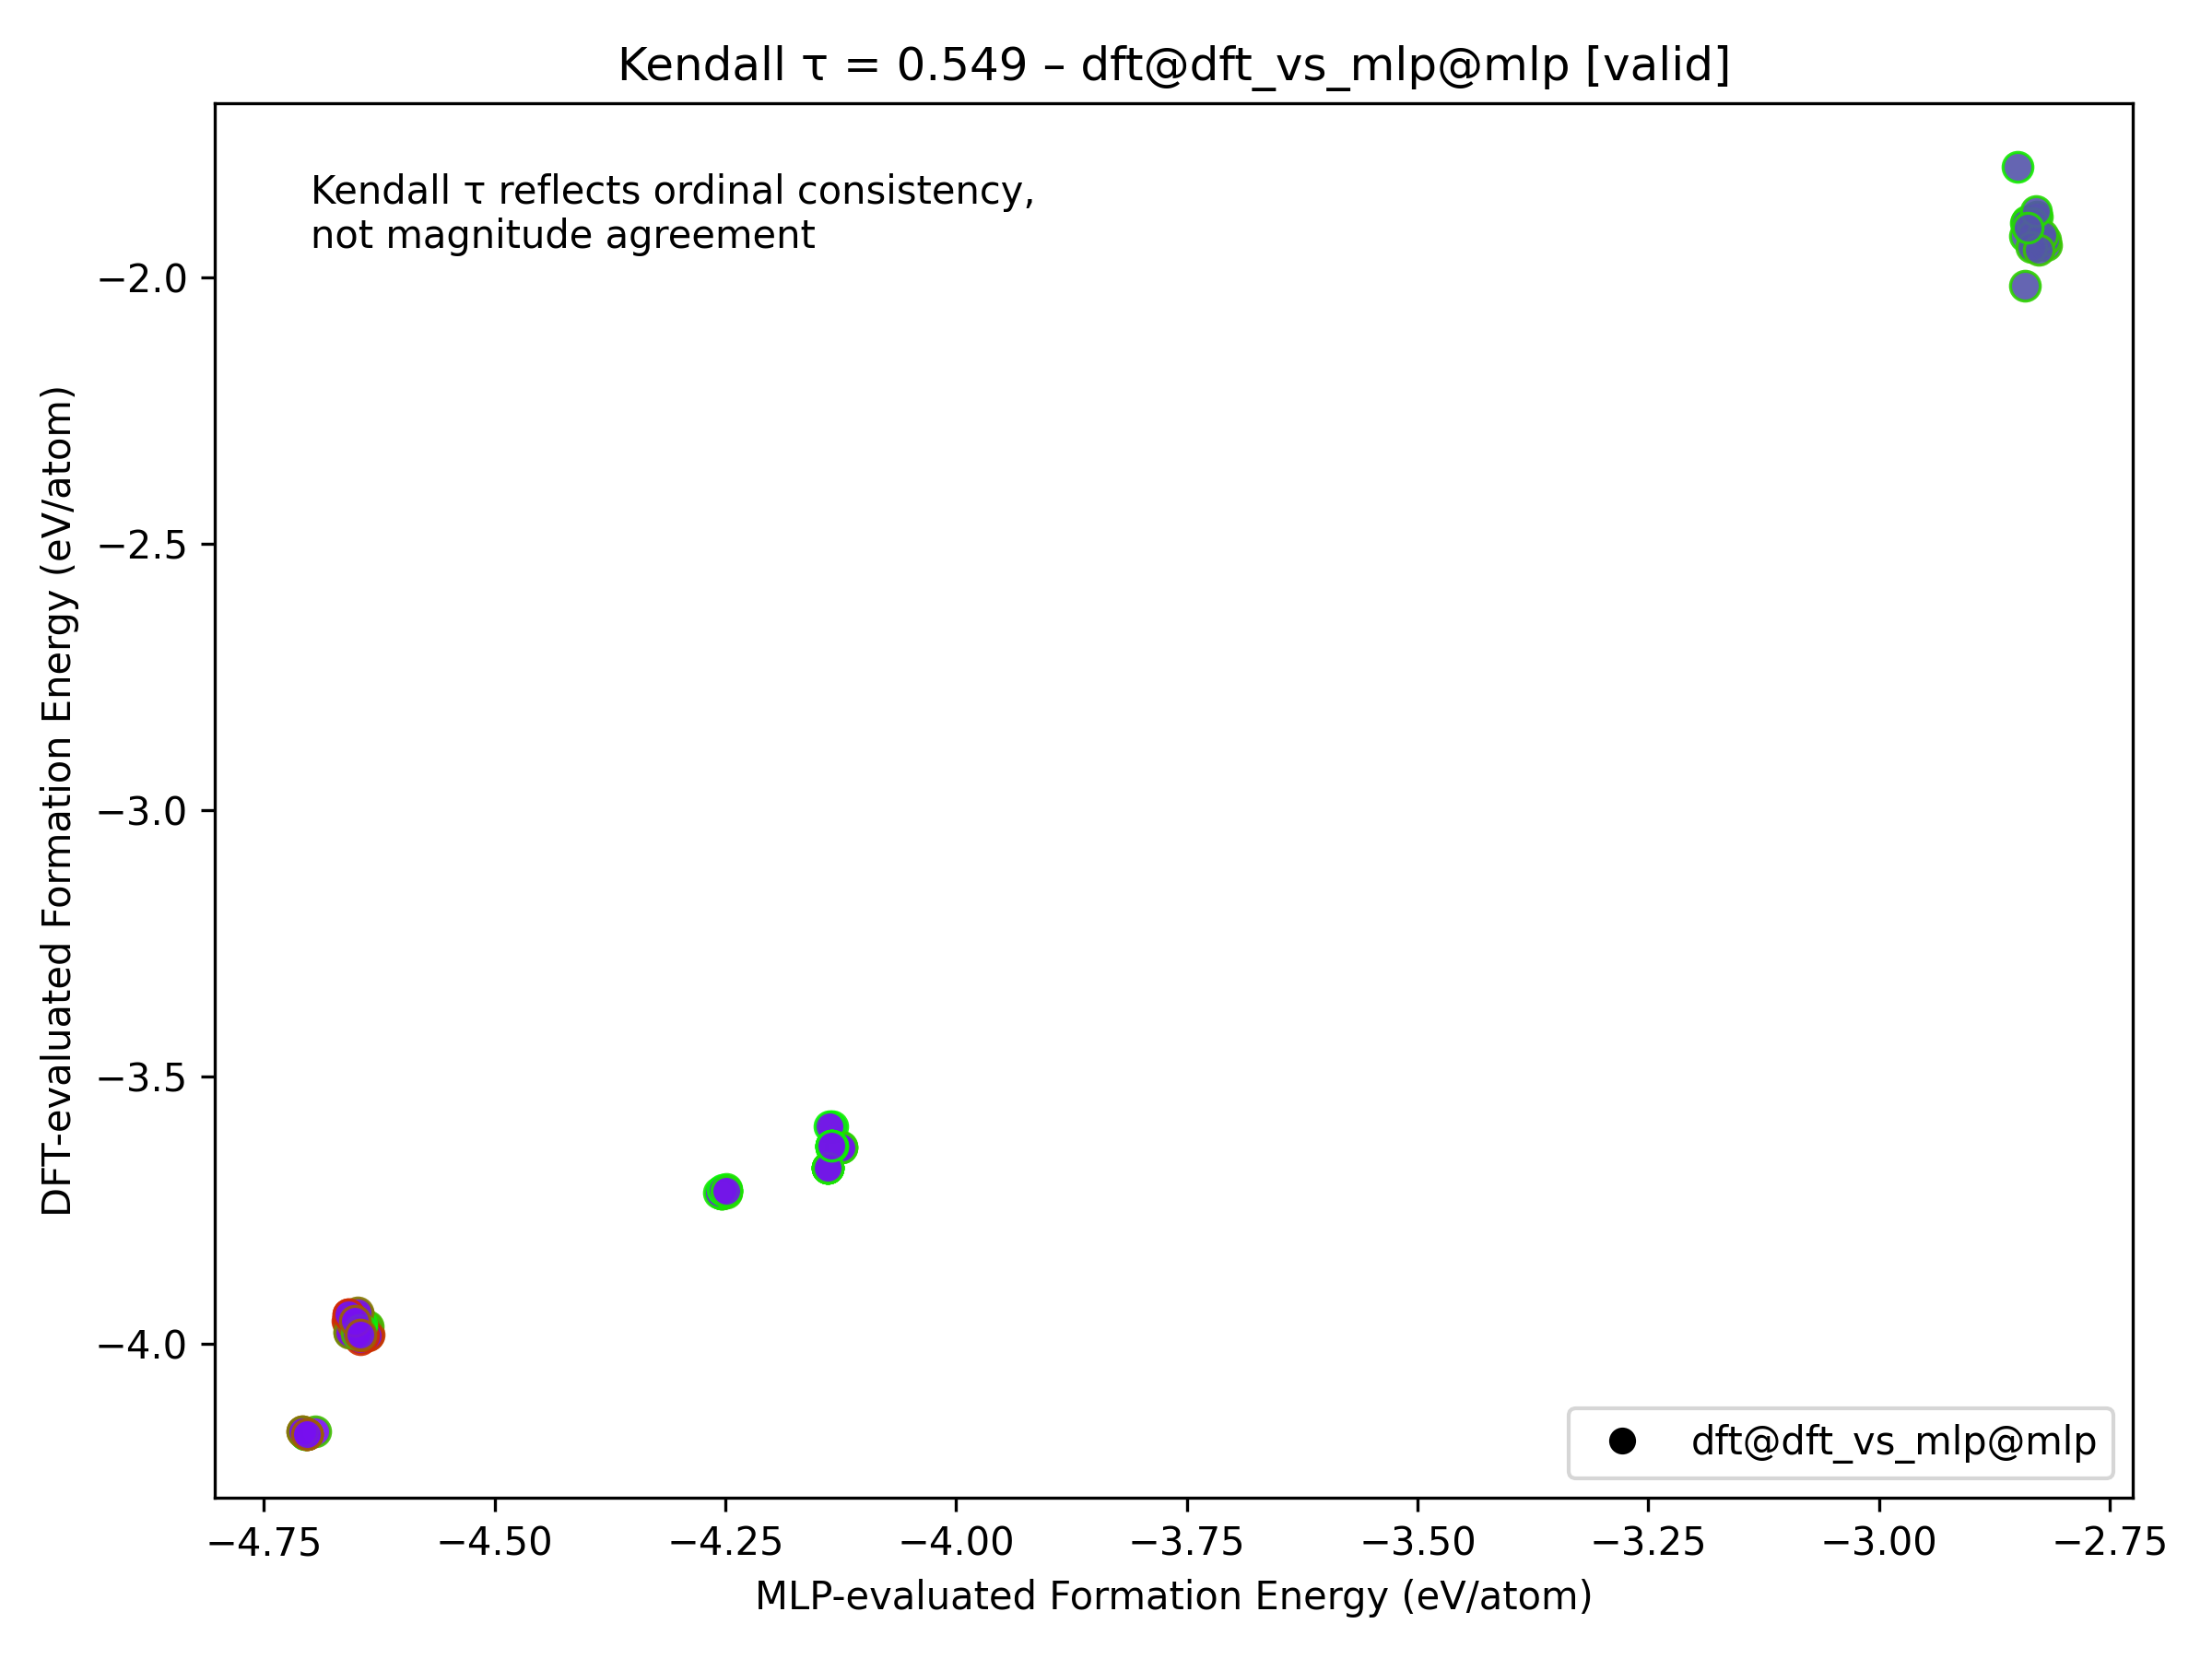 Kendall τ = 0.549 – dft@dft_vs_mlp@mlp [valid]
Kendall τ reflects ordinal consistency,
not magnitude agreement
DFT-evaluated Formation Energy (eV/atom)
−2.0
−2.5
−3.0
−3.5
−4.0
dft@dft_vs_mlp@mlp
−4.75
−4.50
−4.25
−4.00
−3.75
−3.50
−3.25
−3.00
−2.75
MLP-evaluated Formation Energy (eV/atom)